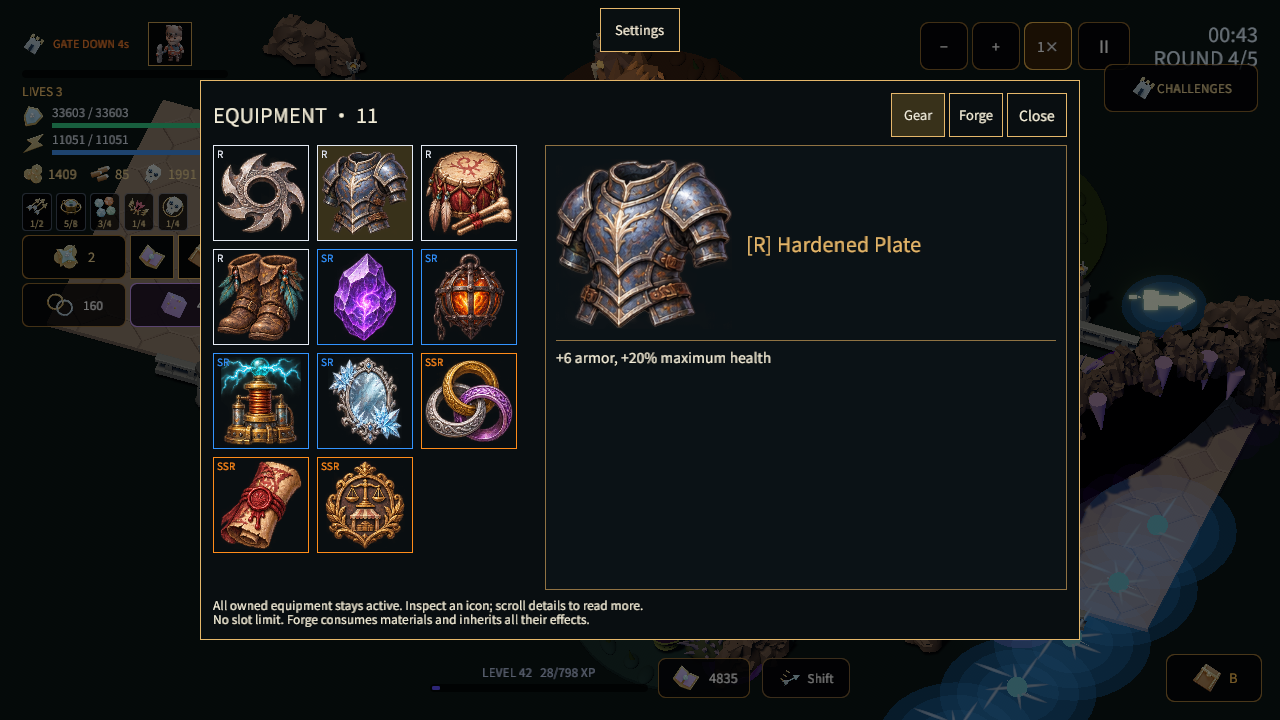 Settings
GATE DOWN 4s
1×
00:43
ROUND 4/5
CHALLENGES
LIVES 3
33603 / 33603
11051 / 11051
1409
85
1991
1/2
5/8
3/4
1/4
1/4
2
160
EQUIPMENT • 11
Gear
Forge
Close
R
R
R
R
SR
SR
SR
SR
SSR
SSR
SSR
[R] Hardened Plate
+6 armor, +20% maximum health
All owned equipment stays active. Inspect an icon; scroll details to read more.
No slot limit. Forge consumes materials and inherits all their effects.
LEVEL 42 28/798 XP
4835
Shift
B